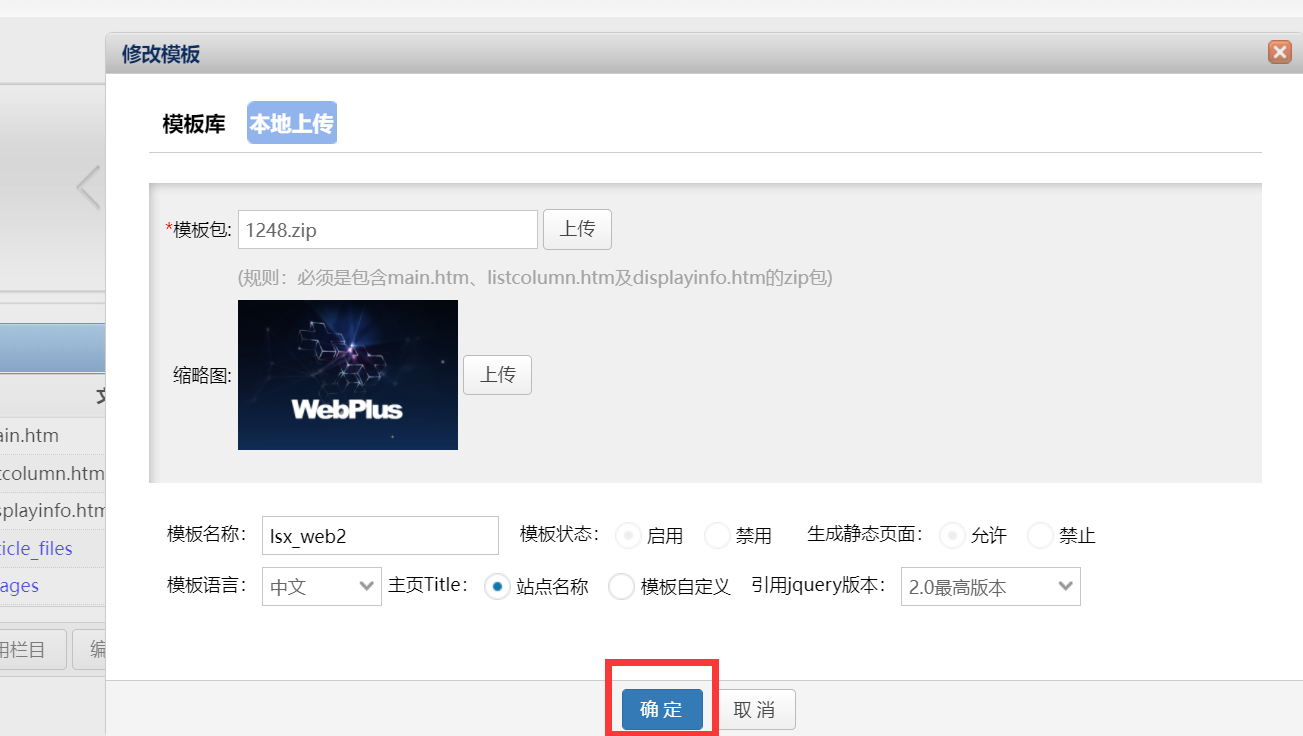 修改模板
模板库 本地上传
*模板包: 1248.zip 上传
(规则：必须是包含main.htm、listcolumn.htm及displayinfo.htm的zip包)
WebPlus
缩略图: 上传
ain.htm
tcolumn.htm
splayinfo.htm
ticle_files
ages
用栏目 编
模板名称： lsx_web2 模板状态： 启用 禁用 生成静态页面： 允许 禁止
模板语言： 中文 主页Title： 站点名称 模板自定义 引用jquery版本： 2.0最高版本
确 定 取 消